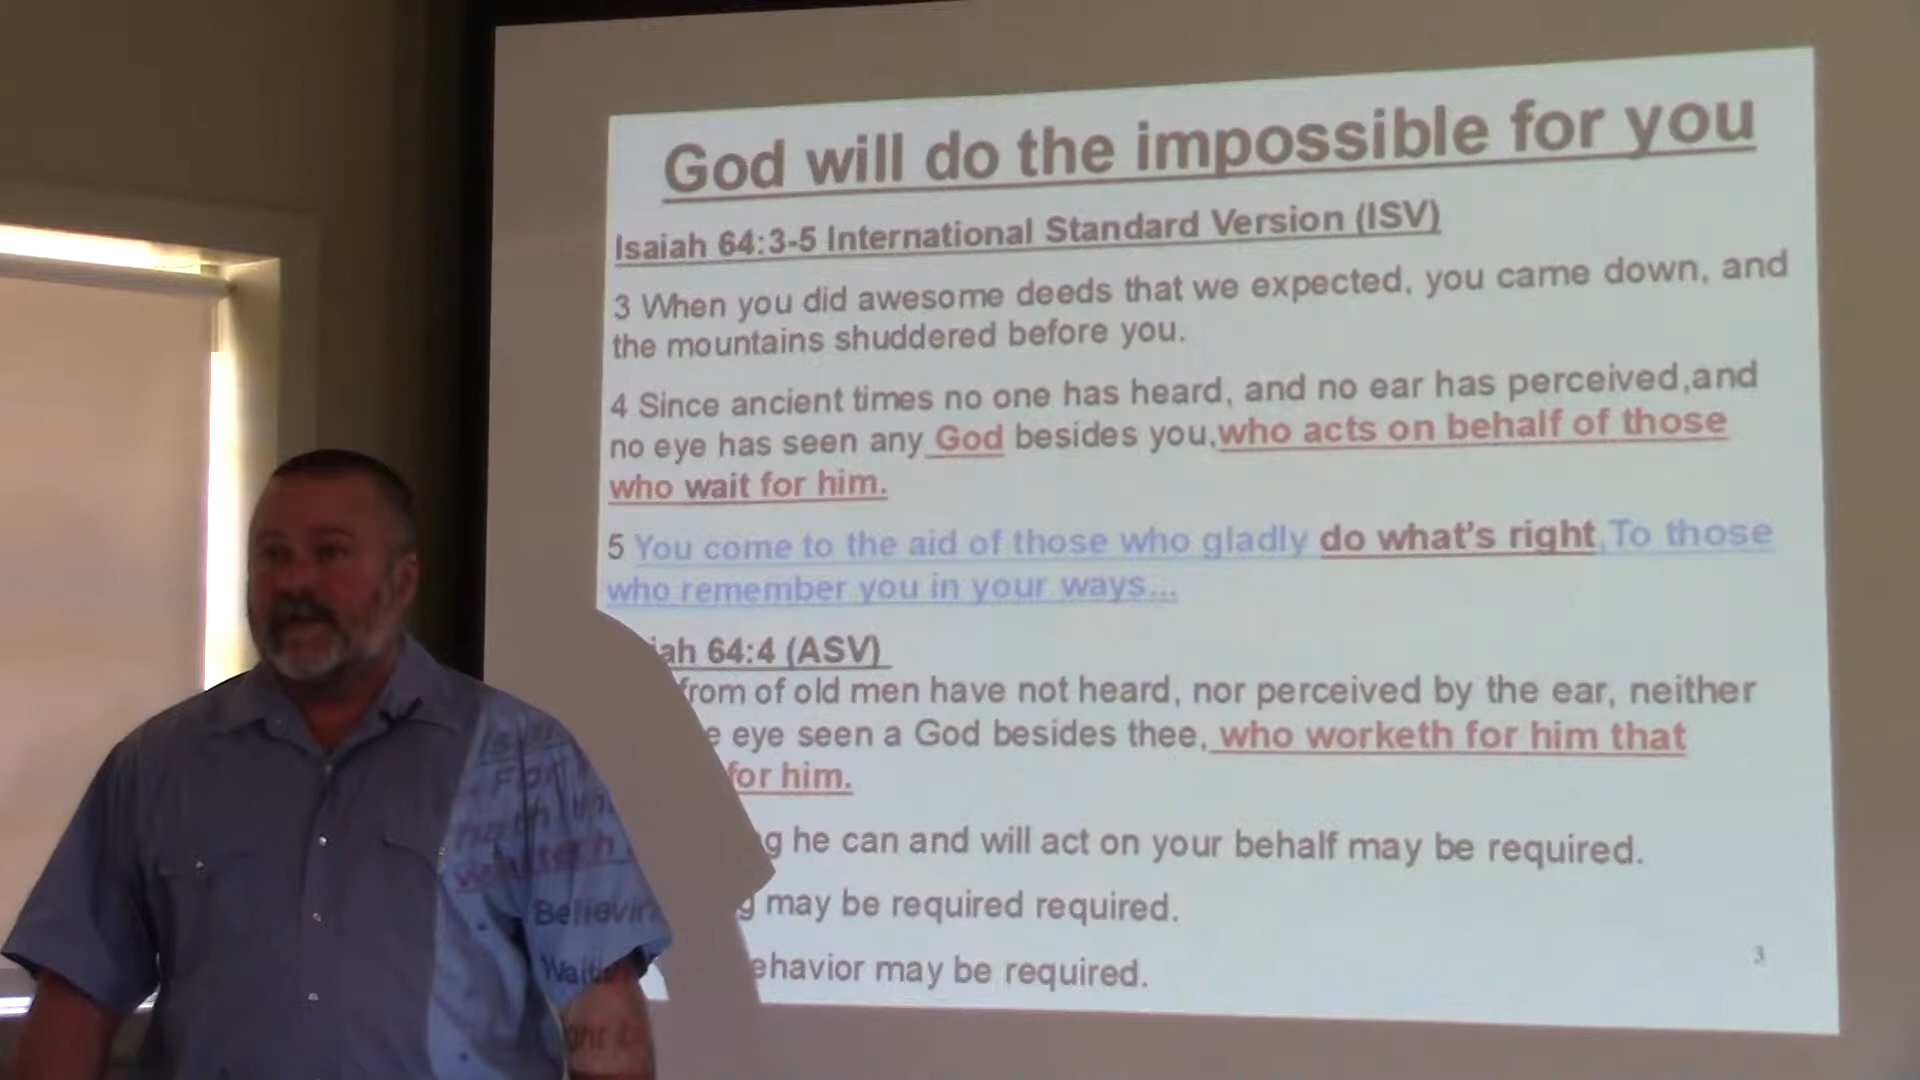 God will do the impossible for you
Isaiah 64:3-5 International Standard Version (ISV)
3 When you did awesome deeds that we expected, you came down, and
the mountains shuddered before you.
4 Since ancient times no one has heard, and no ear has perceived,and
no eye has seen any God besides you,who acts on behalf of those
who wait for him.
5 You come to the aid of those who gladly do what's right,To those
who remember you in your ways...
iah 64:4 (ASV)
from of old men have not heard, nor perceived by the ear, neither
e eye seen a God besides thee, who worketh for him that
for him.
Believin g he can and will act on your behalf may be required.
Waiti g may be required required.
ght behavior may be required.
3